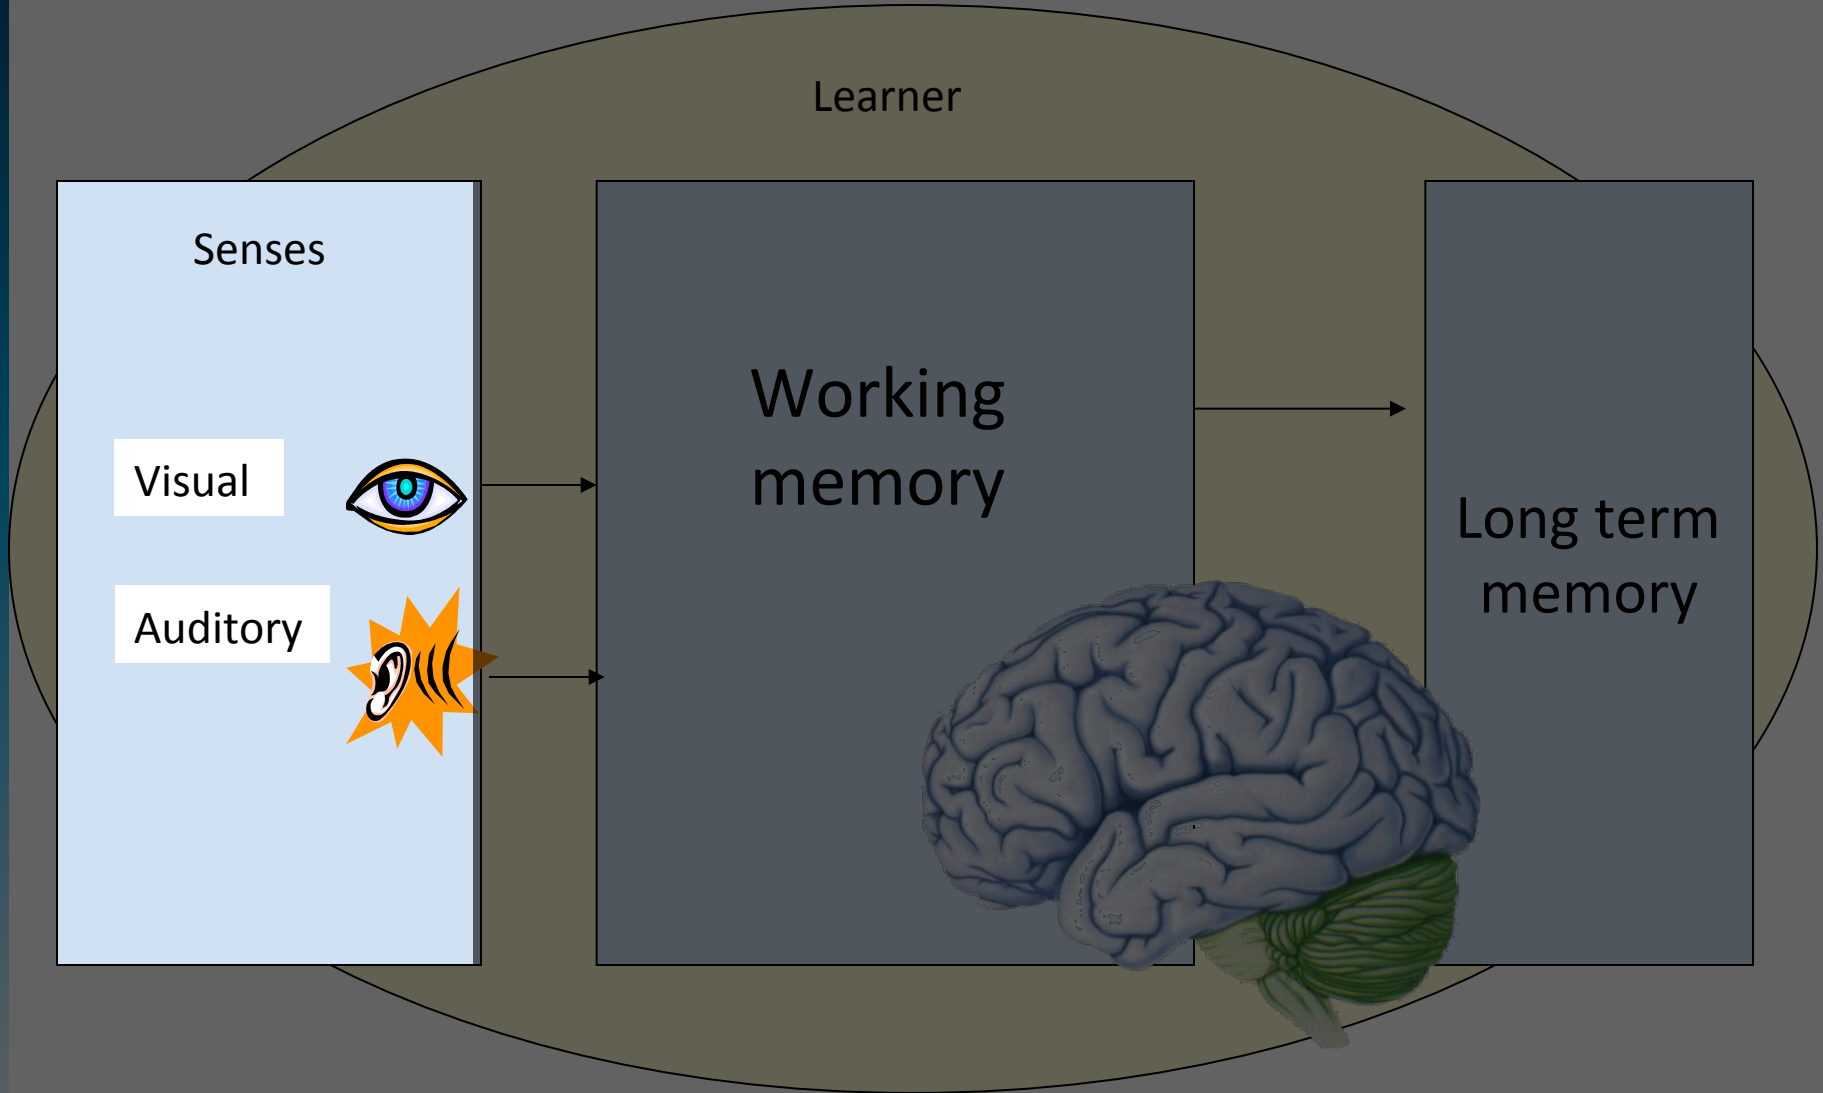 Learner
Senses
Visual
Auditory
Working
memory
Long term
memory